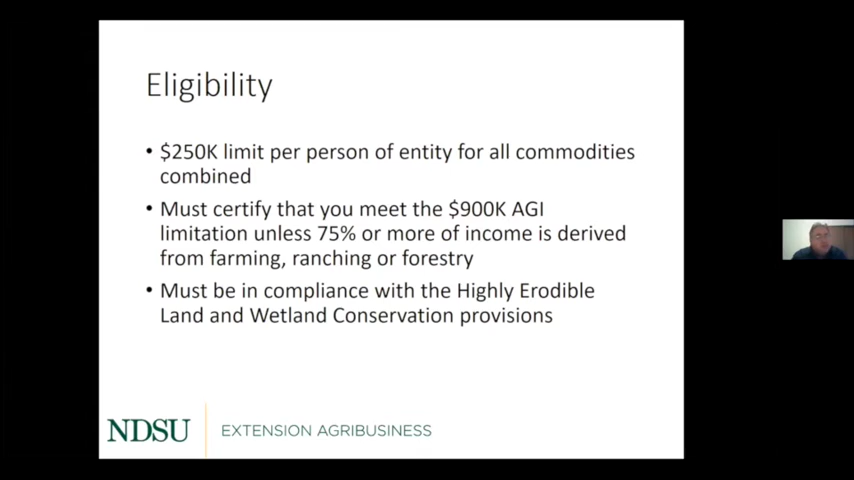 Eligibility
• $250K limit per person of entity for all commodities
combined
• Must certify that you meet the $900K AGI
limitation unless 75% or more of income is derived
from farming, ranching or forestry
• Must be in compliance with the Highly Erodible
Land and Wetland Conservation provisions
NDSU
EXTENSION AGRIBUSINESS